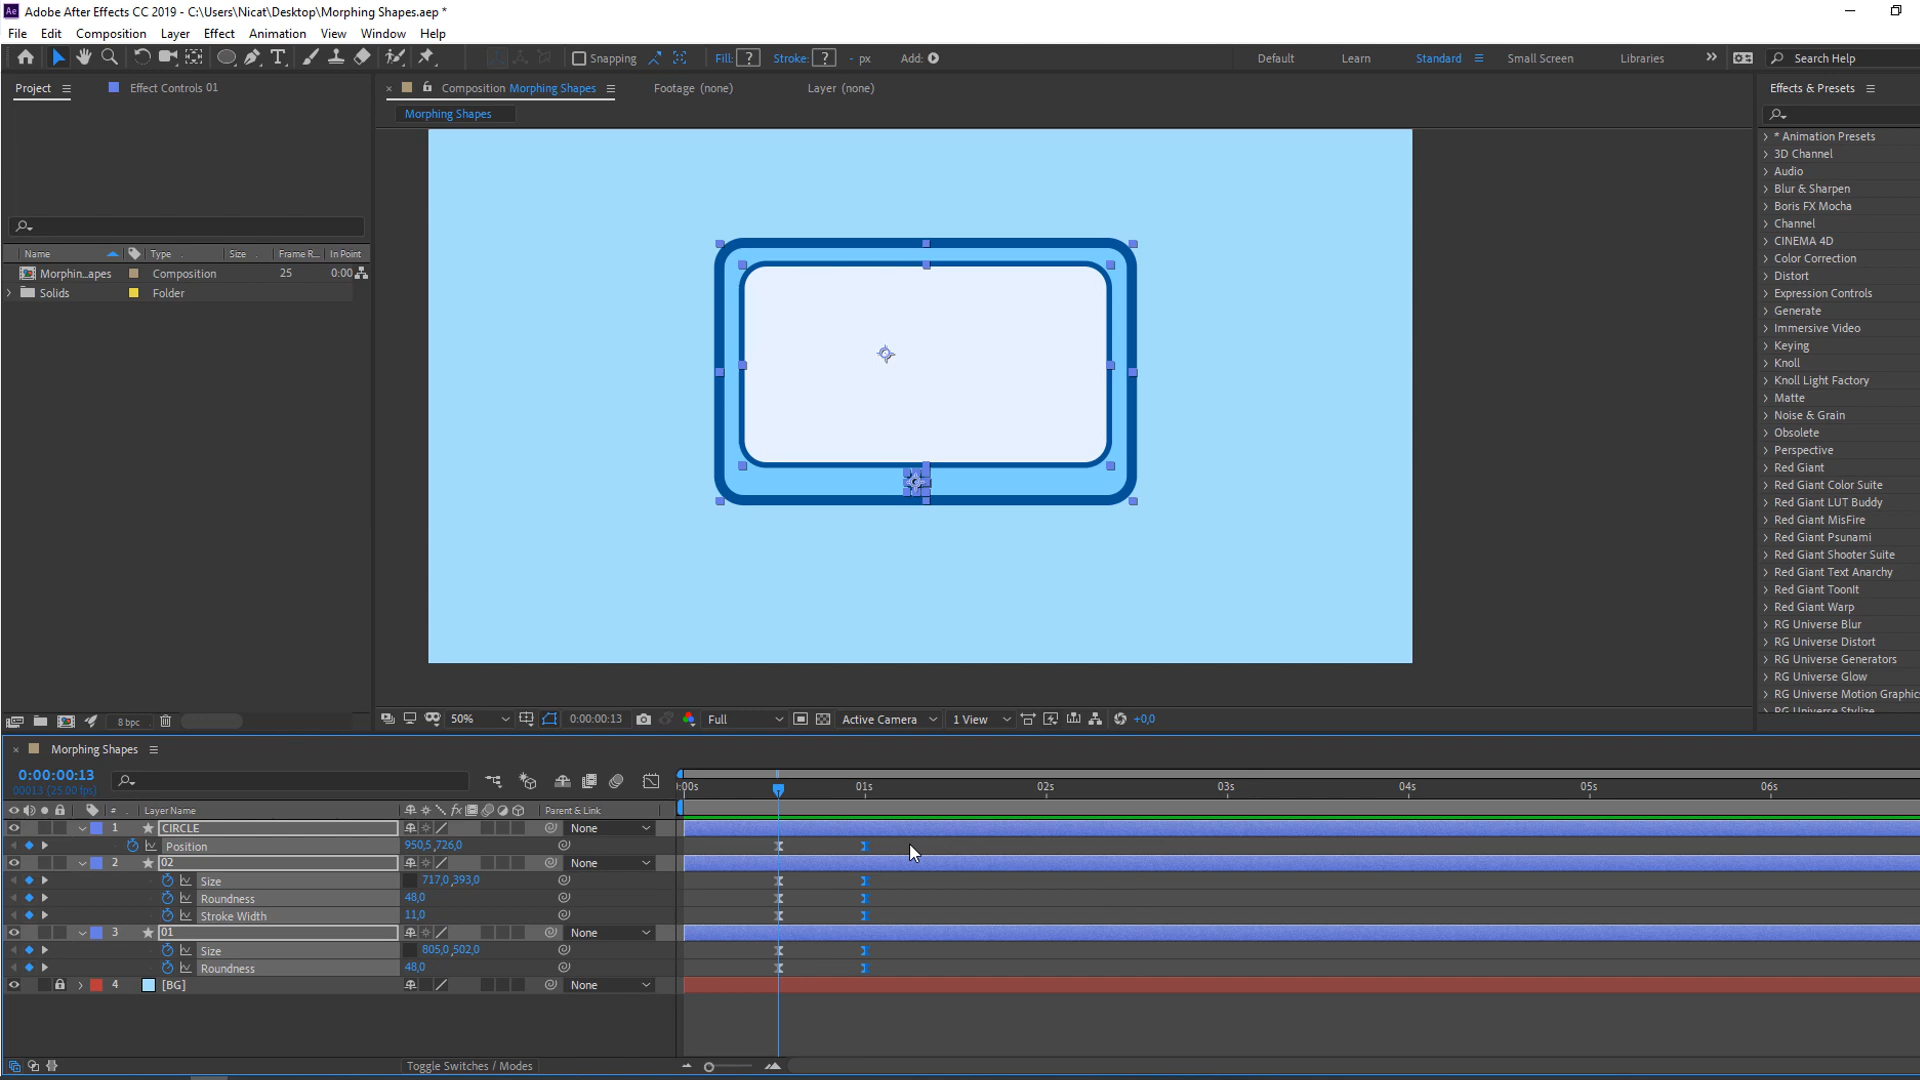 Ae Adobe After Effects CC 2019 - C:\Users\Nicat\Desktop\Morphing Shapes.aep *
File Edit Composition Layer Effect Animation View Window Help
Snapping Fill: ? Stroke: ? - px Add: Default Learn Standard Small Screen Libraries Search Help
Project Effect Controls 01 Composition Morphing Shapes Footage (none) Layer (none) Effects & Presets
Morphing Shapes
* Animation Presets
3D Channel
Audio
Blur & Sharpen
Boris FX Mocha
Channel
CINEMA 4D
Color Correction
Distort
Expression Controls
Generate
Immersive Video
Keying
Knoll
Knoll Light Factory
Matte
Noise & Grain
Obsolete
Perspective
Red Giant
Red Giant Color Suite
Red Giant LUT Buddy
Red Giant MisFire
Red Giant Psunami
Red Giant Shooter Suite
Red Giant Text Anarchy
Red Giant ToonIt
Red Giant Warp
RG Universe Blur
RG Universe Distort
RG Universe Generators
RG Universe Glow
RG Universe Motion Graphics
RG Universe Stylize
Name Type Size Frame R... In Point
Morphin...apes Composition 25 0:00
Solids Folder
8 bpc
50% 0:00:00:13 Full Active Camera 1 View +0,0
Morphing Shapes
0:00:00:13
00013 (25.00 fps)
:00s 01s 02s 03s 04s 05s 06s
# Layer Name fx Parent & Link
1 CIRCLE None
Position 950,5,726,0
2 02 None
Size 717,0,393,0
Roundness 48,0
Stroke Width 11,0
3 01 None
Size 805,0,502,0
Roundness 48,0
4 [BG] None
Toggle Switches / Modes